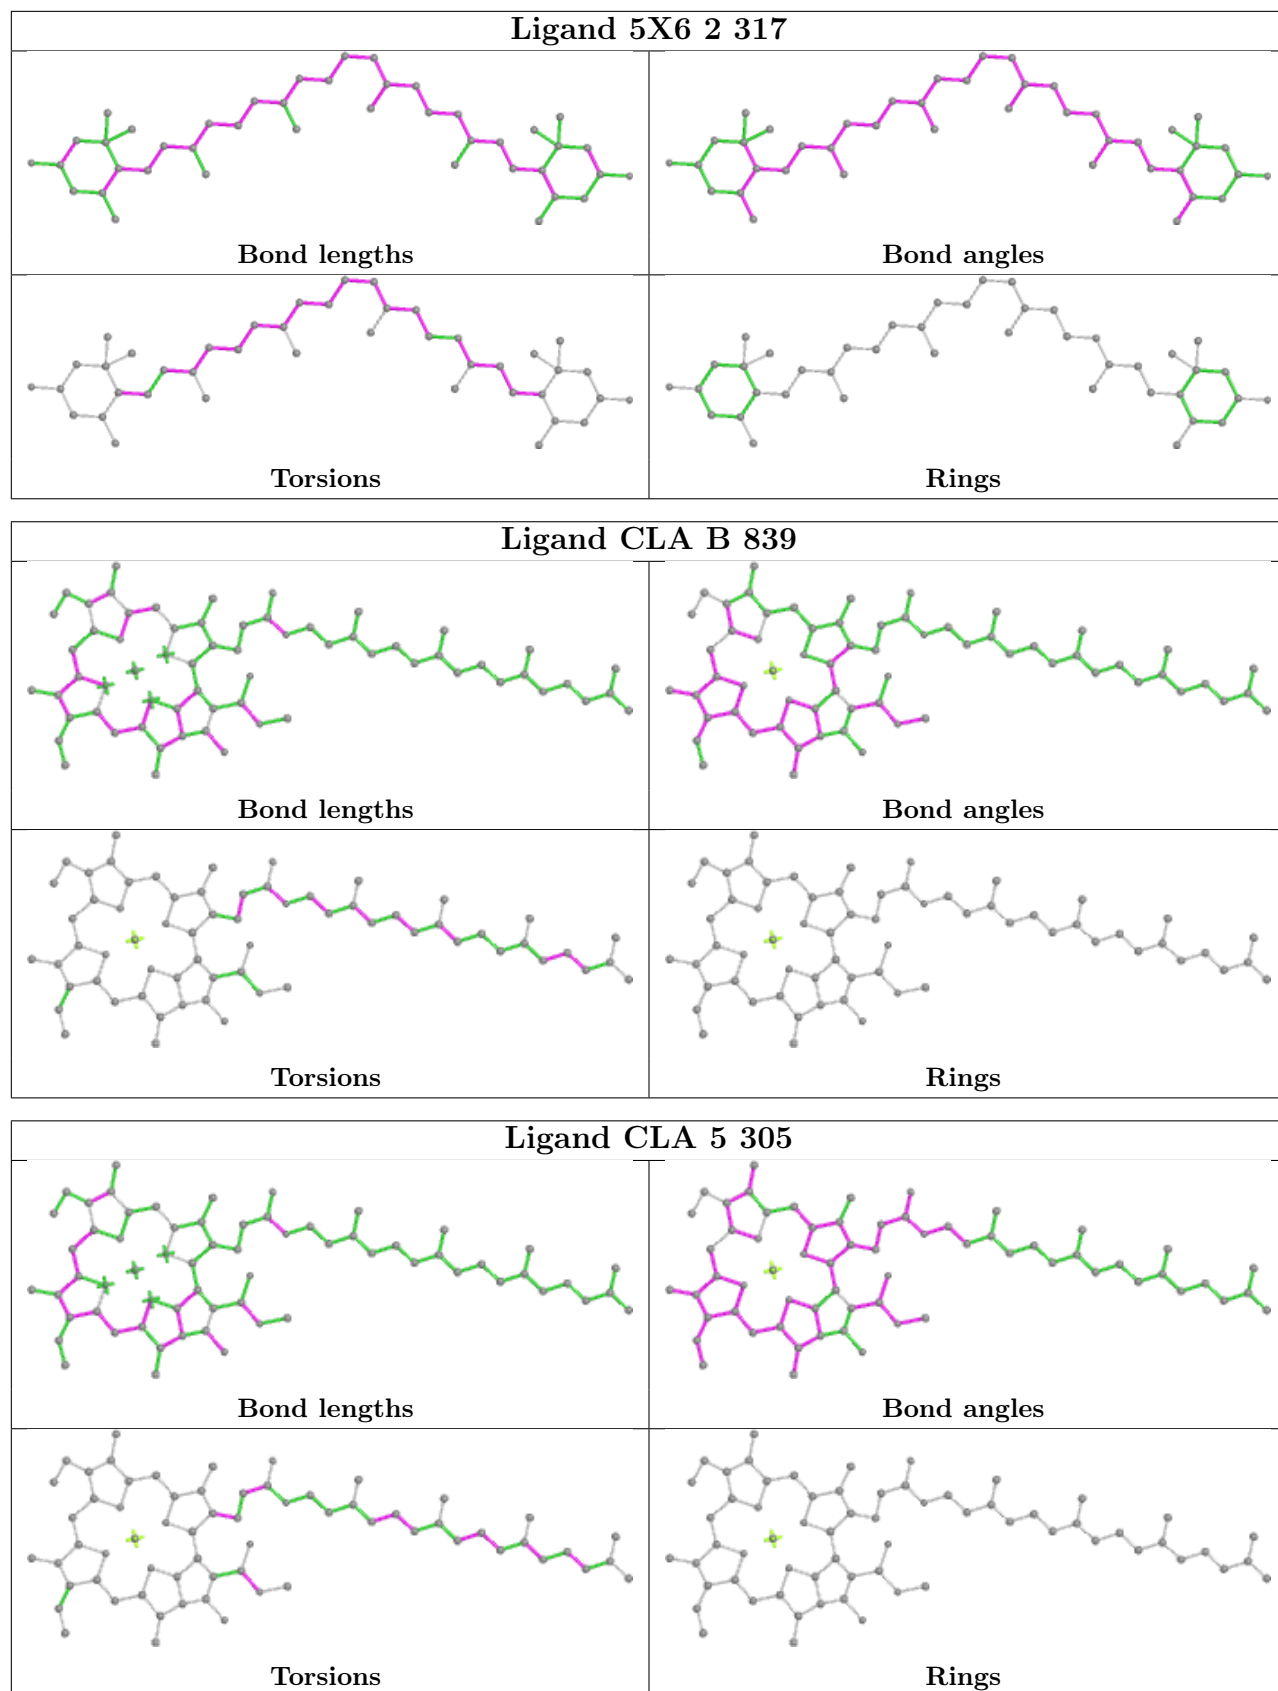 Ligand 5X6 2 317
Bond lengths
Bond angles
Torsions
Rings
Ligand CLA B 839
Bond lengths
Bond angles
Torsions
Rings
Ligand CLA 5 305
Bond lengths
Bond angles
Torsions
Rings